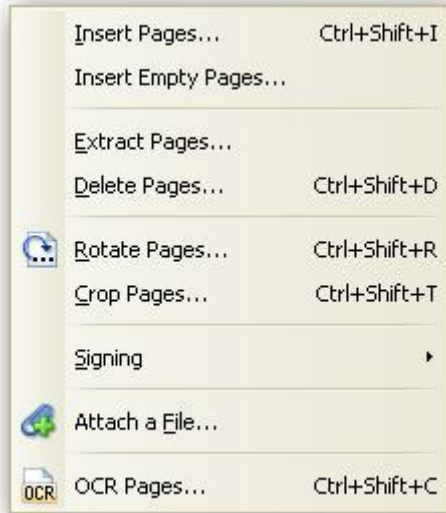 Insert Pages... Ctrl+Shift+I
Insert Empty Pages...
Extract Pages...
Delete Pages... Ctrl+Shift+D
Rotate Pages... Ctrl+Shift+R
Crop Pages... Ctrl+Shift+T
Signing
Attach a File...
OCR OCR Pages... Ctrl+Shift+C